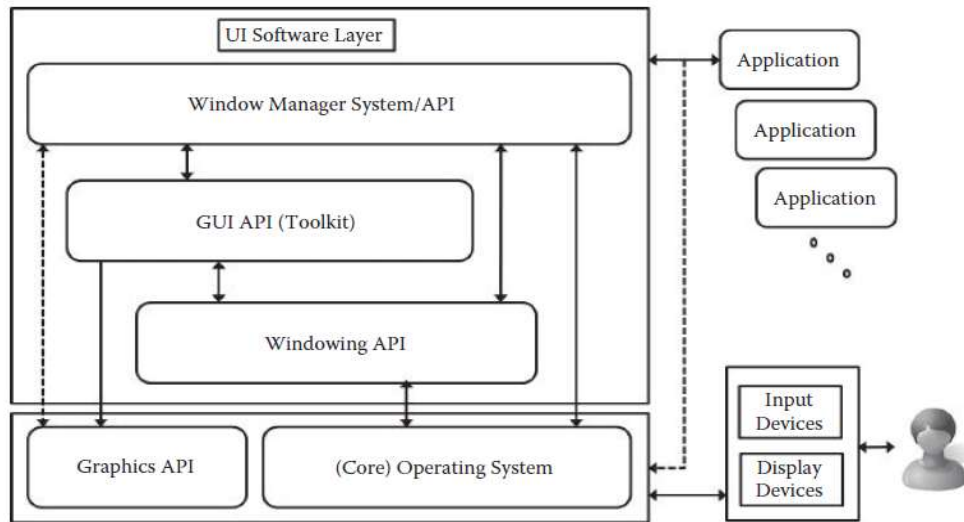 UI Software Layer
Window Manager System/API
GUI API (Toolkit)
Windowing API
Graphics API
(Core) Operating System
Application
Application
Application
Input
Devices
Display
Devices